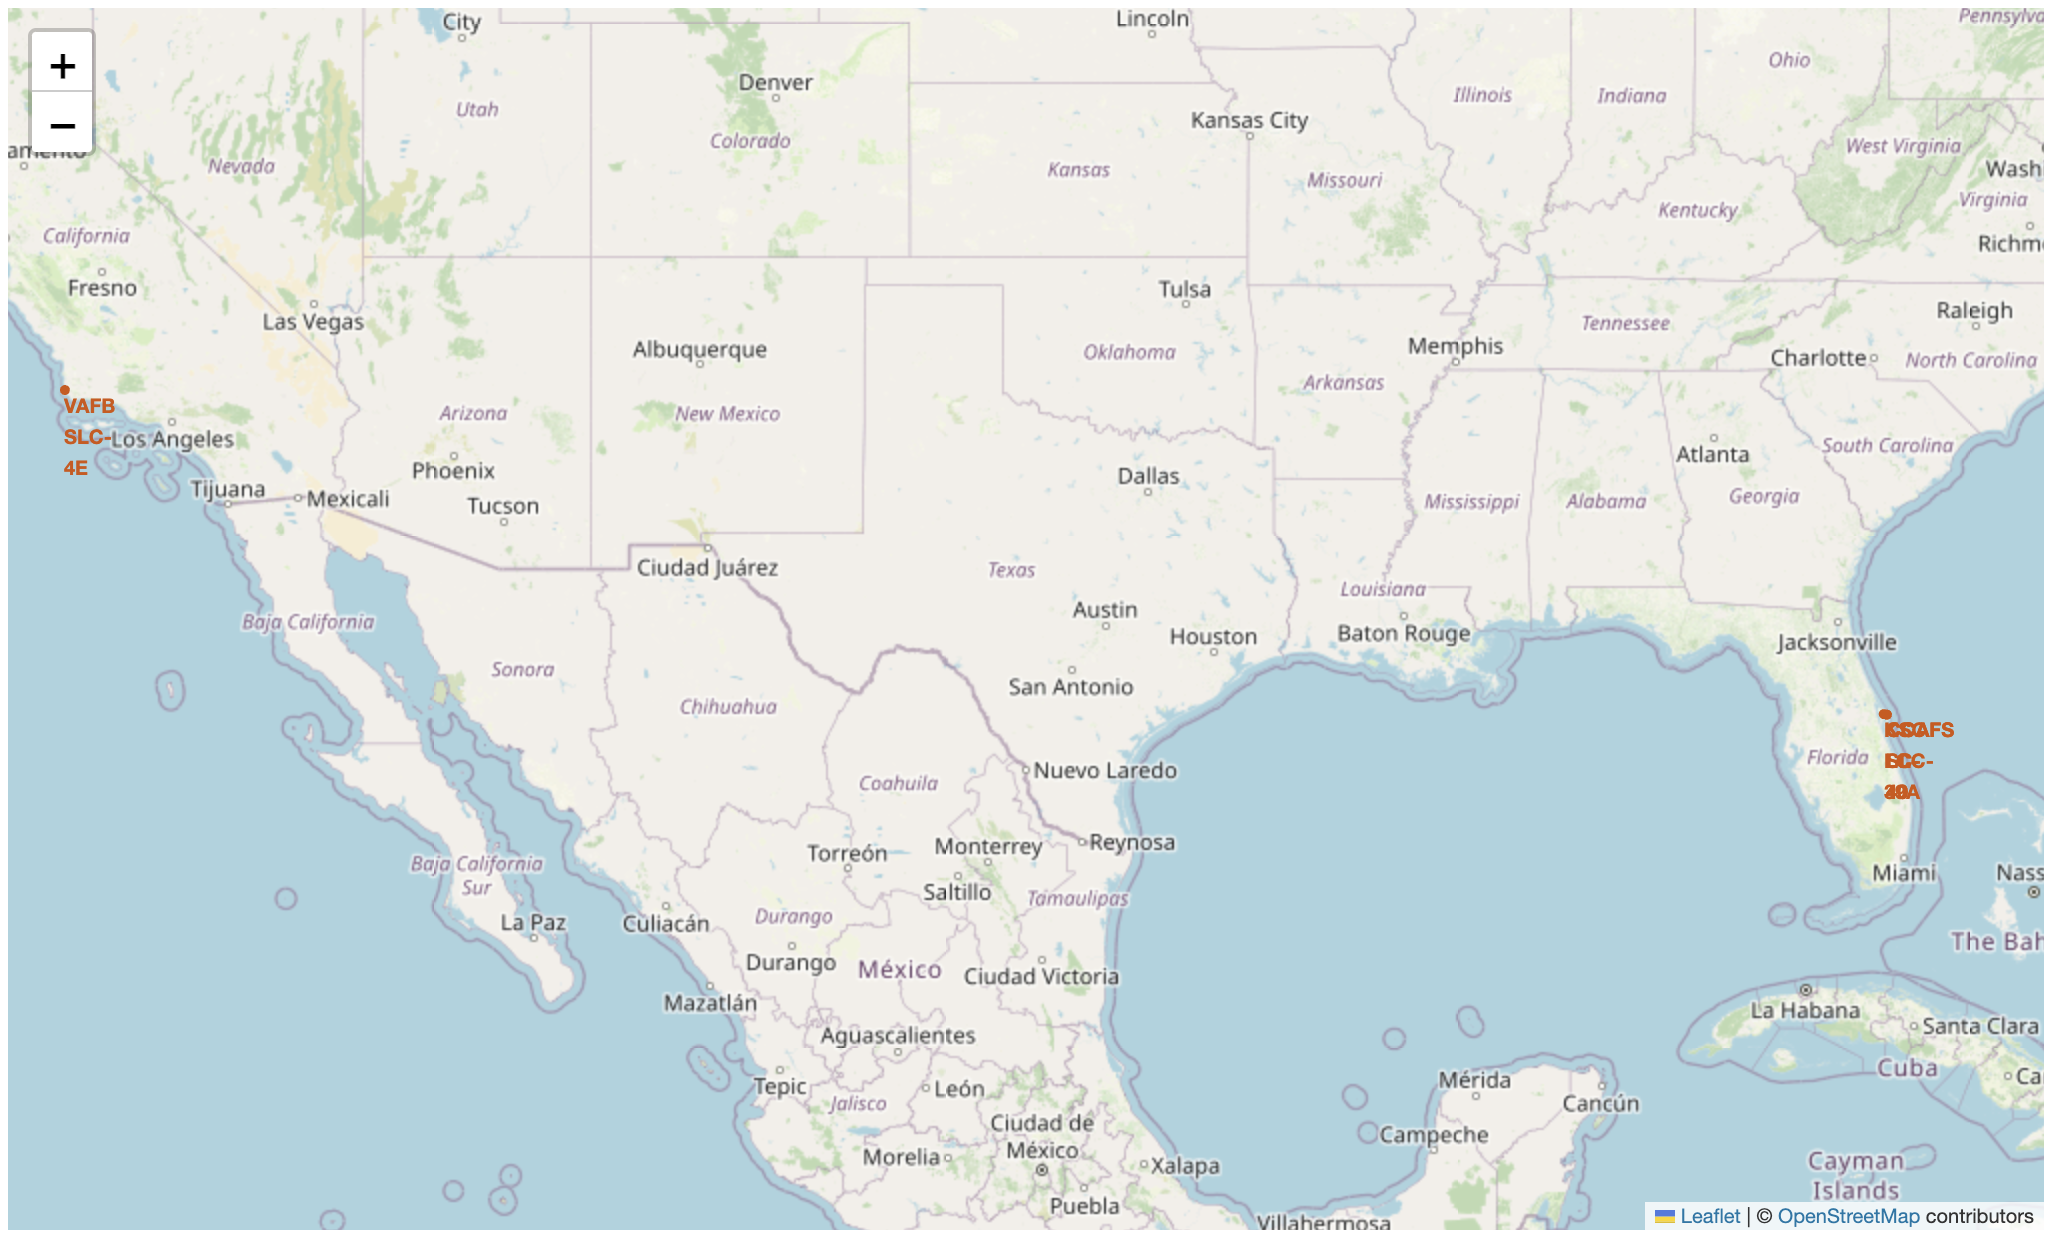 City
Lincoln
Pennsylva
+
Denver
Ohio
Utah
Illinois
Indiana
−
Kansas City
Colorado
West Virginia
amento
Nevada
Kansas
Missouri
Wash
Virginia
Kentucky
California
Richm
Fresno
Tulsa
Las Vegas
Raleigh
Tennessee
Albuquerque
Oklahoma
Memphis
Charlotte
North Carolina
Arkansas
VAFB
SLC-
4E
Arizona
New Mexico
Los Angeles
South Carolina
Atlanta
Phoenix
Dallas
Tijuana
Mexicali
Tucson
Mississippi
Alabama
Georgia
Ciudad Juárez
Texas
Louisiana
Austin
Baja California
Houston
Baton Rouge
Jacksonville
Sonora
San Antonio
Chihuahua
Florida
Nuevo Laredo
Coahuila
Reynosa
Torreón
Monterrey
Baja California
Sur
Miami
Nass
Saltillo
Tamaulipas
La Paz
Culiacán
Durango
The Bah
Durango
México
Ciudad Victoria
Mazatlán
La Habana
Santa Clara
Aguascalientes
Cuba
Ca
Tepic
León
Mérida
Jalisco
Cancún
Ciudad de
México
Campeche
Morelia
Xalapa
Cayman
Islands
Puebla
Villahermosa
Leaflet | © OpenStreetMap contributors